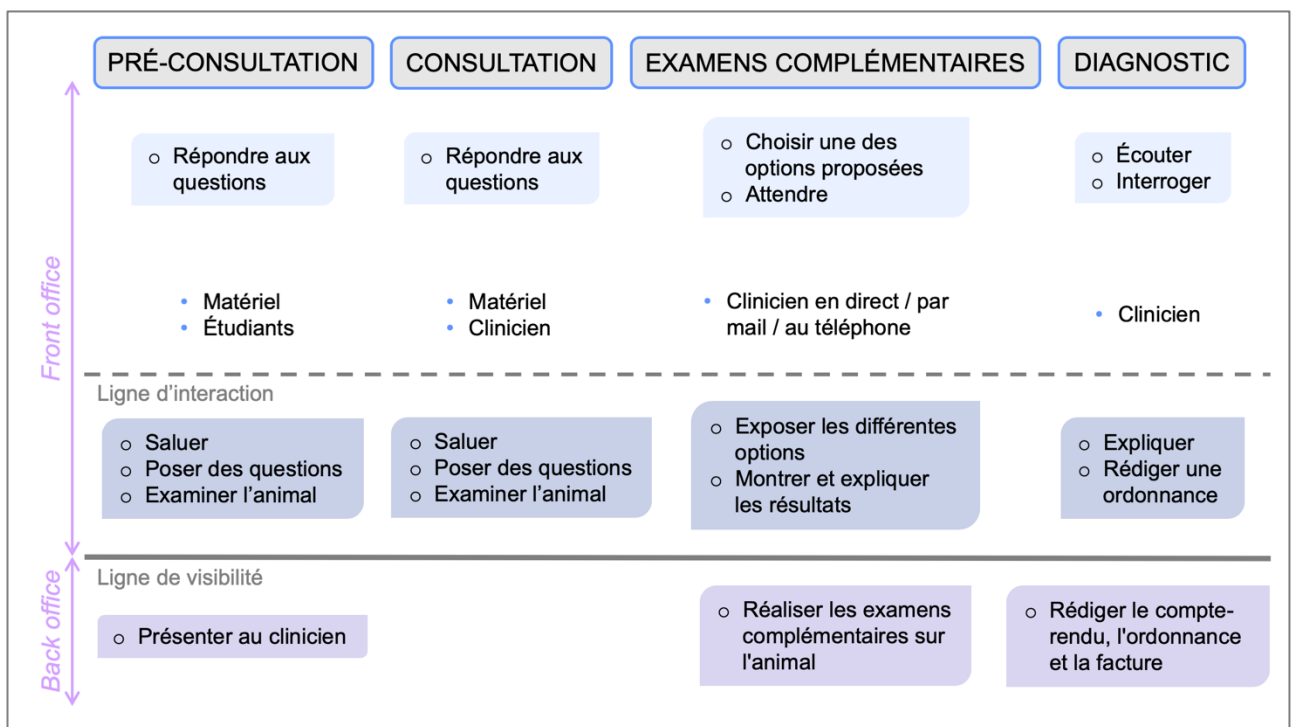 PRÉ-CONSULTATION
CONSULTATION
EXAMENS COMPLÉMENTAIRES
DIAGNOSTIC
Front office
o Répondre aux
questions
o Répondre aux
questions
o Choisir une des
options proposées
o Attendre
o Écouter
o Interroger
• Matériel
• Étudiants
• Matériel
• Clinicien
• Clinicien en direct / par
mail / au téléphone
• Clinicien
Ligne d'interaction
o Saluer
o Poser des questions
o Examiner l'animal
o Saluer
o Poser des questions
o Examiner l'animal
o Exposer les différentes
options
o Montrer et expliquer
les résultats
o Expliquer
o Rédiger une
ordonnance
Back office
Ligne de visibilité
o Présenter au clinicien
o Réaliser les examens
complémentaires sur
l'animal
o Rédiger le compte-
rendu, l'ordonnance
et la facture